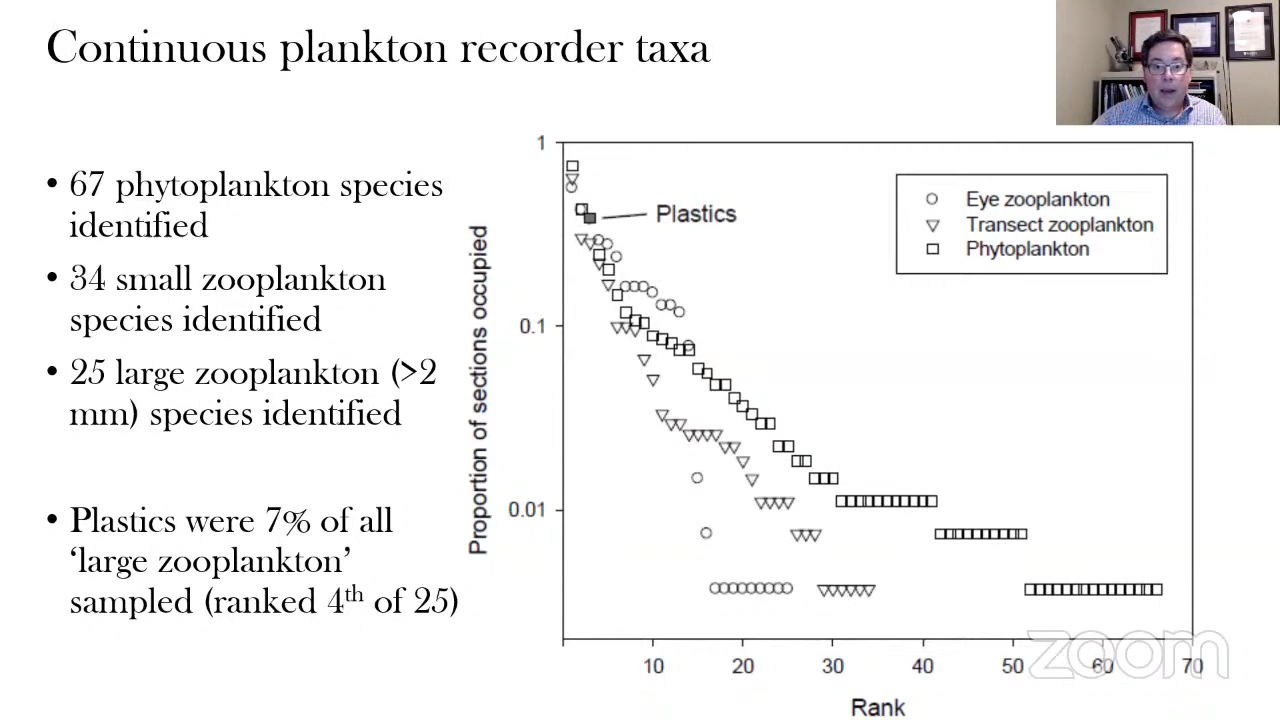 Continuous plankton recorder taxa
• 67 phytoplankton species
identified
• 34 small zooplankton
species identified
• 25 large zooplankton (>2
mm) species identified
• Plastics were 7% of all
‘large zooplankton’
sampled (ranked 4th of 25)
Proportion of sections occupied
1
0.1
0.01
Plastics
Eye zooplankton
Transect zooplankton
Phytoplankton
10 20 30 40 50 60 70
Rank
zoom